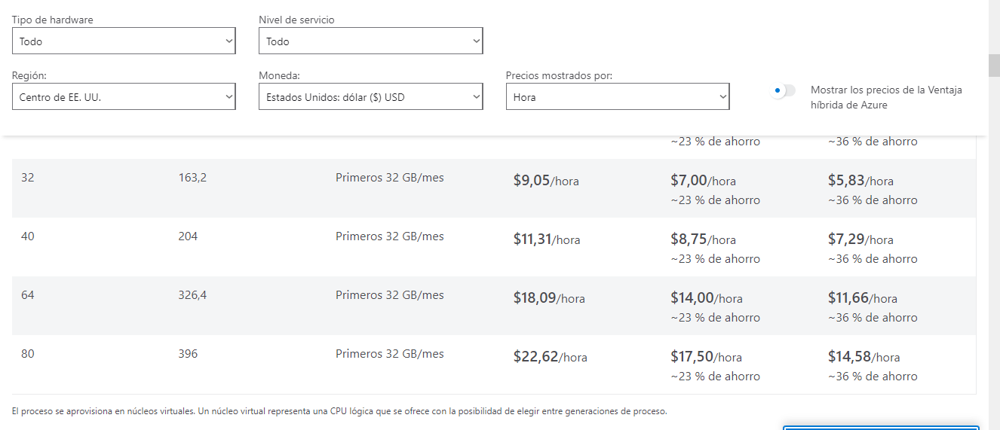 Tipo de hardware Nivel de servicio
Todo Todo
Región: Moneda: Precios mostrados por:
Centro de EE. UU. Estados Unidos: dólar ($) USD Hora
Mostrar los precios de la Ventaja
híbrida de Azure
~23 % de ahorro ~36 % de ahorro
32 163,2 Primeros 32 GB/mes $9,05/hora $7,00/hora $5,83/hora
~23 % de ahorro ~36 % de ahorro
40 204 Primeros 32 GB/mes $11,31/hora $8,75/hora $7,29/hora
~23 % de ahorro ~36 % de ahorro
64 326,4 Primeros 32 GB/mes $18,09/hora $14,00/hora $11,66/hora
~23 % de ahorro ~36 % de ahorro
80 396 Primeros 32 GB/mes $22,62/hora $17,50/hora $14,58/hora
~23 % de ahorro ~36 % de ahorro
El proceso se aprovisiona en núcleos virtuales. Un núcleo virtual representa una CPU lógica que se ofrece con la posibilidad de elegir entre generaciones de proceso.